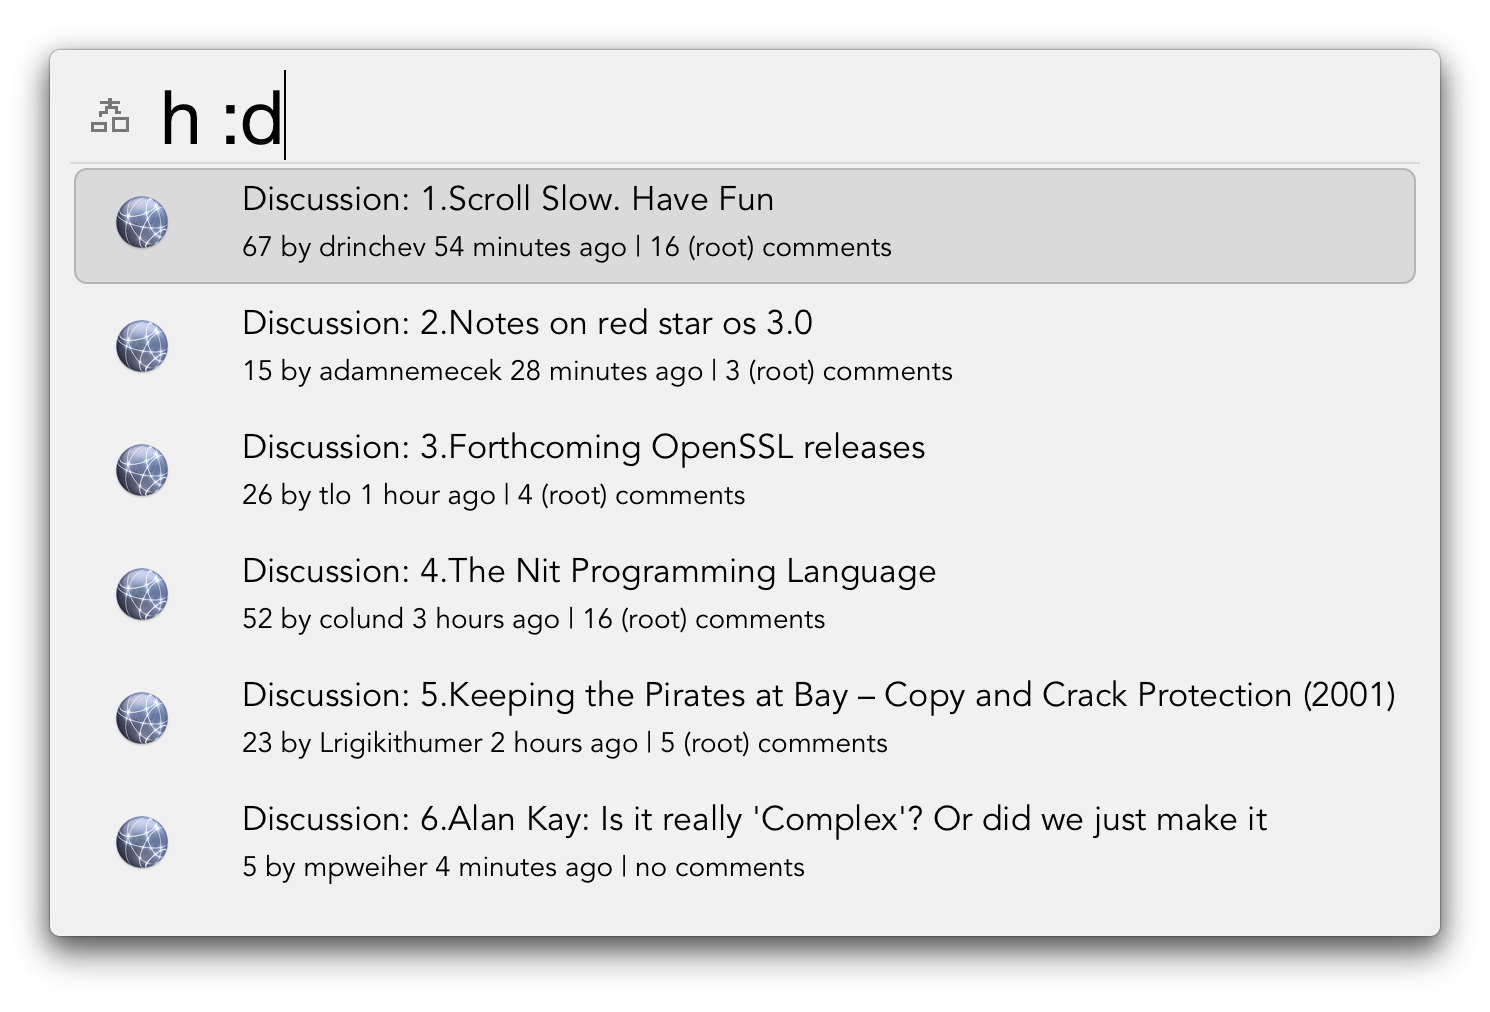 h :d
Discussion: 1.Scroll Slow. Have Fun
67 by drinchev 54 minutes ago | 16 (root) comments
Discussion: 2.Notes on red star os 3.0
15 by adamnemecek 28 minutes ago | 3 (root) comments
Discussion: 3.Forthcoming OpenSSL releases
26 by tlo 1 hour ago | 4 (root) comments
Discussion: 4.The Nit Programming Language
52 by colund 3 hours ago | 16 (root) comments
Discussion: 5.Keeping the Pirates at Bay – Copy and Crack Protection (2001)
23 by Lrigikithumer 2 hours ago | 5 (root) comments
Discussion: 6.Alan Kay: Is it really 'Complex'? Or did we just make it
5 by mpweiher 4 minutes ago | no comments